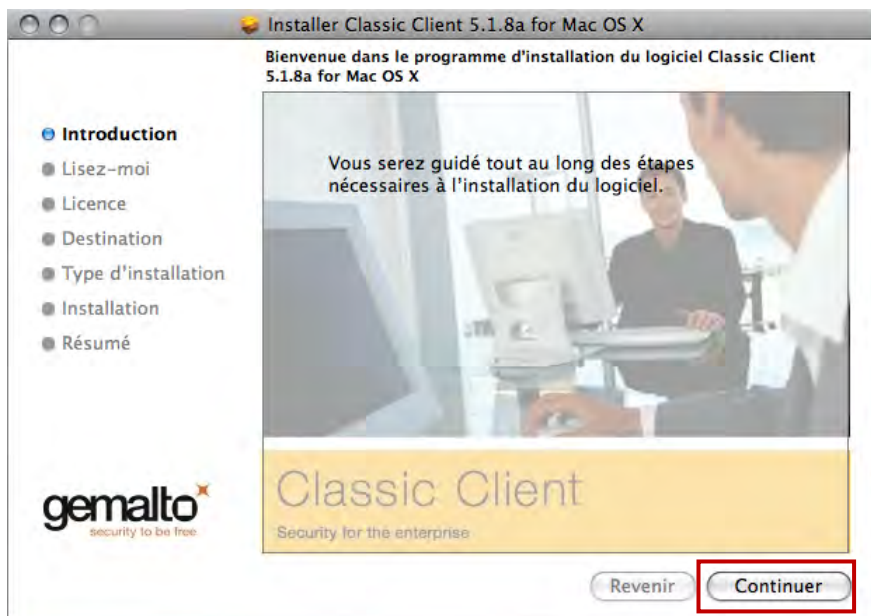 Installer Classic Client 5.1.8a for Mac OS X
Bienvenue dans le programme d'installation du logiciel Classic Client
5.1.8a for Mac OS X
Introduction
Lisez-moi
Licence
Destination
Type d'installation
Installation
Résumé
Vous serez guidé tout au long des étapes
nécessaires à l'installation du logiciel.
Classic Client
Security for the enterprise
gemalto
security to be free
Revenir
Continuer